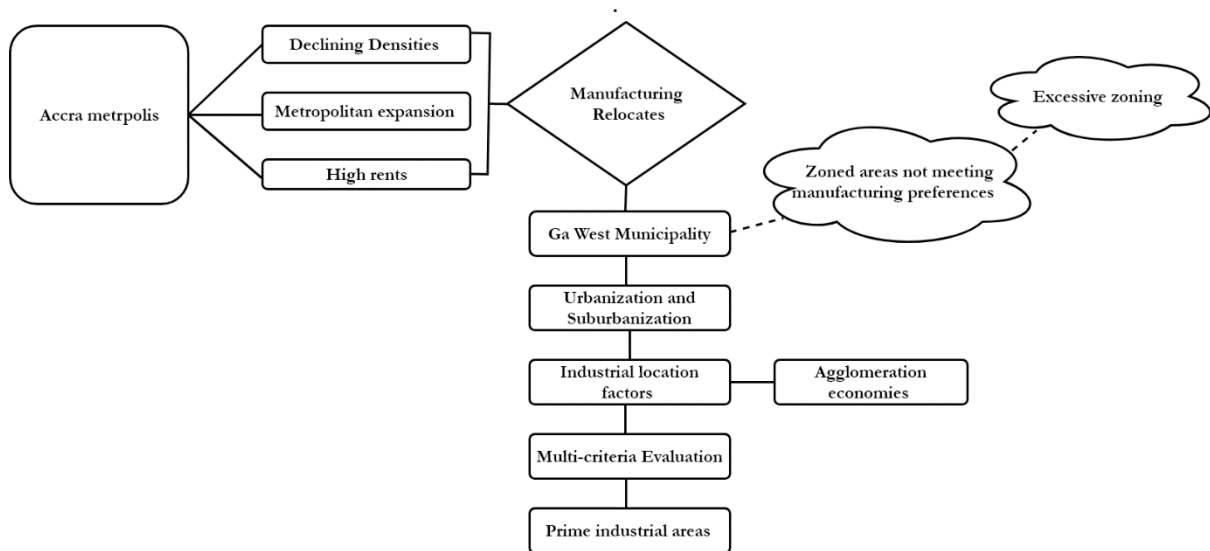 Accra metrpolis
Declining Densities
Metropolitan expansion
High rents
Manufacturing
Relocates
Excessive zoning
Zoned areas not meeting
manufacturing preferences
Ga West Municipality
Urbanization and
Suburbanization
Industrial location
factors
Agglomeration
economies
Multi-criteria Evaluation
Prime industrial areas